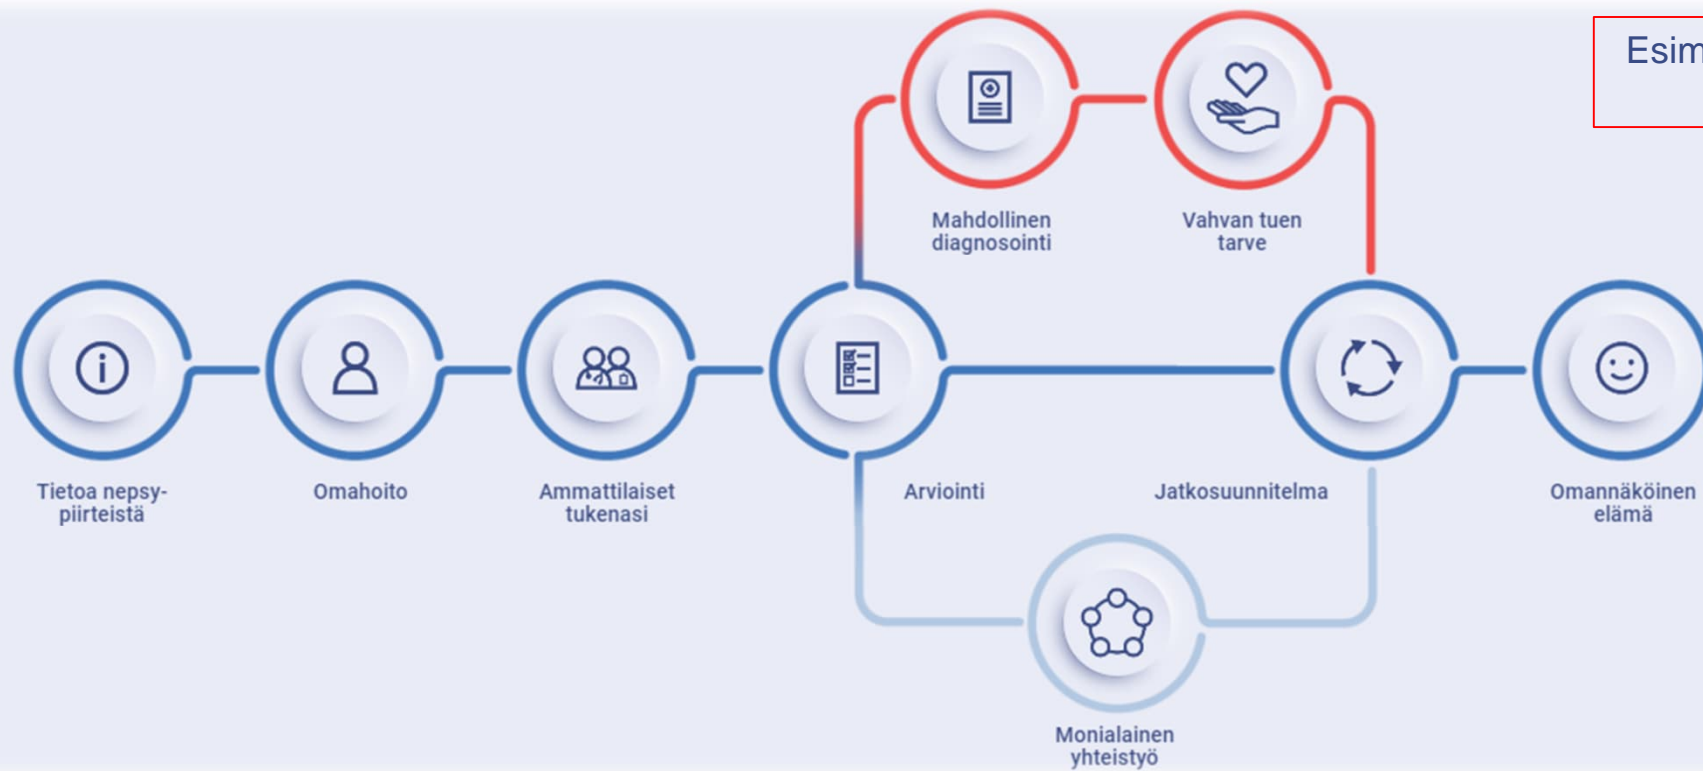 Esim
Mahdollinen
diagnosointi
Vahvan tuen
tarve
Tietoa nepsy-
piirteistä
Omahoito
Ammattilaiset
tukenasi
Arviointi
Jatkosuunnitelma
Omannäköinen
elämä
Monialainen
yhteistyö